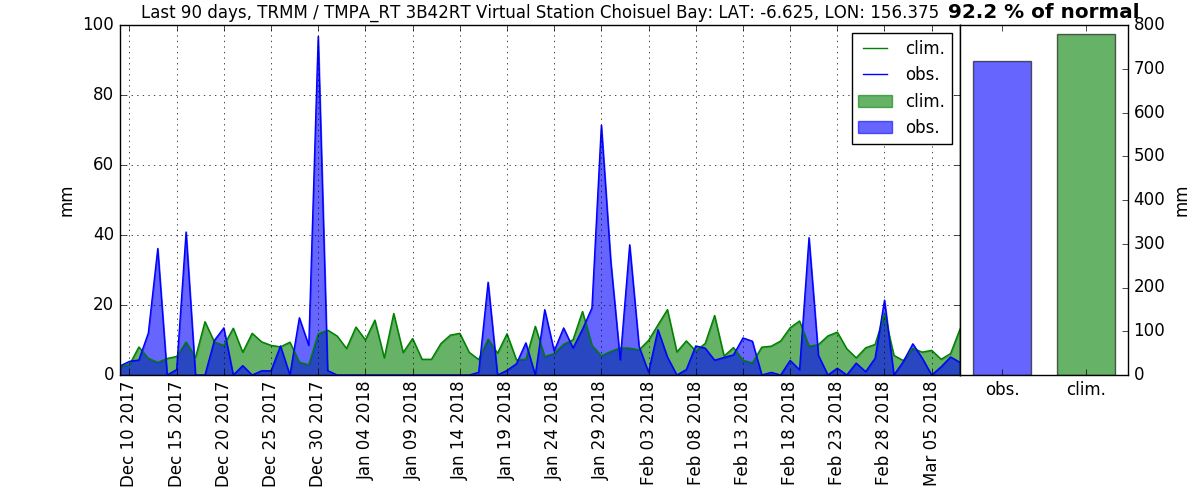 Last 90 days, TRMM / TMPA_RT 3B42RT Virtual Station Choisuel Bay: LAT: -6.625, LON: 156.375
92.2 % of normal
100
80
60
40
20
0
mm
clim.
obs.
clim.
obs.
Dec 10 2017
Dec 15 2017
Dec 20 2017
Dec 25 2017
Dec 30 2017
Jan 04 2018
Jan 09 2018
Jan 14 2018
Jan 19 2018
Jan 24 2018
Jan 29 2018
Feb 03 2018
Feb 08 2018
Feb 13 2018
Feb 18 2018
Feb 23 2018
Feb 28 2018
Mar 05 2018
800
700
600
500
400
300
200
100
0
mm
obs.
clim.